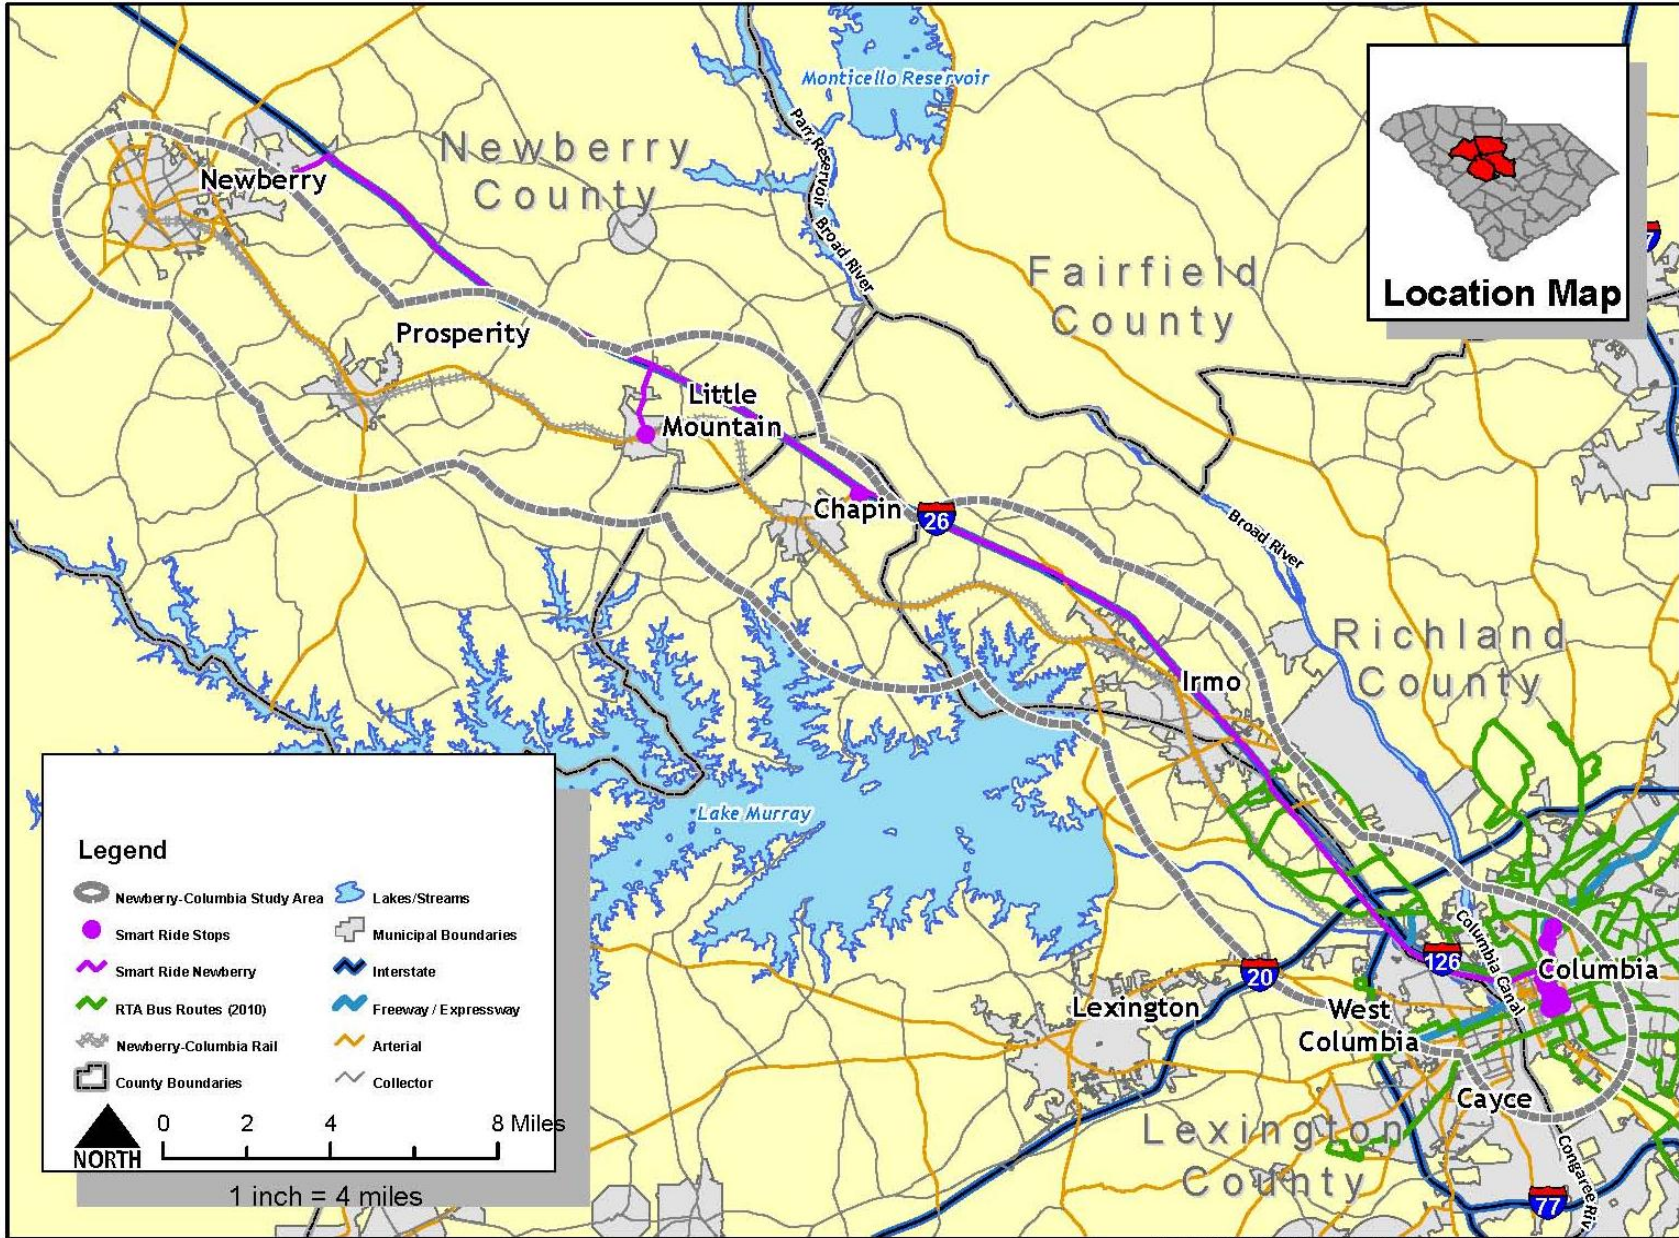 Monticello Reservoir
Parr Reservoir
Broad River
Newberry
County
Newberry
Fairfield
County
Location Map
Prosperity
Little
Mountain
Chapin
26
Broad River
Richland
County
Irmo
Lake Murray
Columbia Canal
126
Columbia
20
Lexington
West
Columbia
Cayce
Lexington
County
Congaree Riv.
77
7
Legend
Newberry-Columbia Study Area
Smart Ride Stops
Smart Ride Newberry
RTA Bus Routes (2010)
Newberry-Columbia Rail
County Boundaries
Lakes/Streams
Municipal Boundaries
Interstate
Freeway / Expressway
Arterial
Collector
NORTH
0 2 4 8 Miles
1 inch = 4 miles